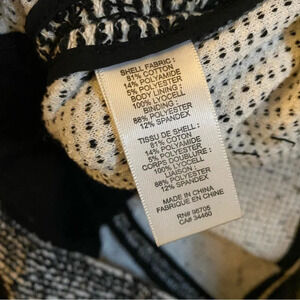 SHELL FABRIC :
81% COTTON
14% POLYAMIDE
5% POLYESTER
BODY LINING :
100% LYOCELL
BINDING :
88% POLYESTER
12% SPANDEX
TISSU DE SHELL :
81% COTON
14% POLYAMIDE
5% POLYESTER
CORPS DOUBLURE :
100% LYOCELL
LIAISON :
88% POLYESTER
12% SPANDEX
MADE IN CHINA
FABRIQUE EN CHINE
RN# 96705
CA# 34460